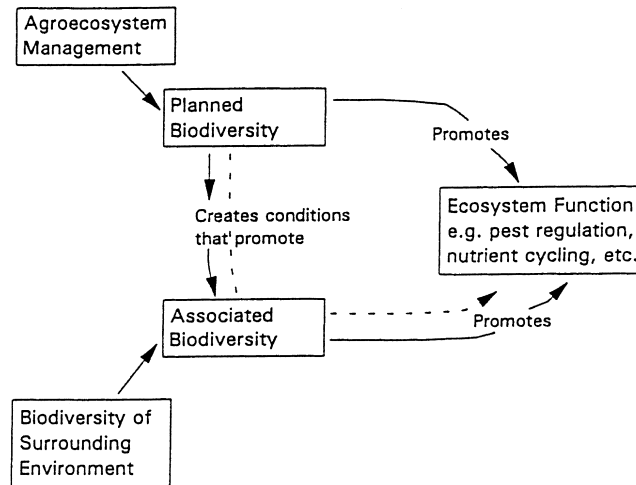 Agroecosystem
Management
Planned
Biodiversity
Promotes
Creates conditions
that promote
Ecosystem Function
e.g. pest regulation,
nutrient cycling, etc.
Associated
Biodiversity
Promotes
Biodiversity of
Surrounding
Environment